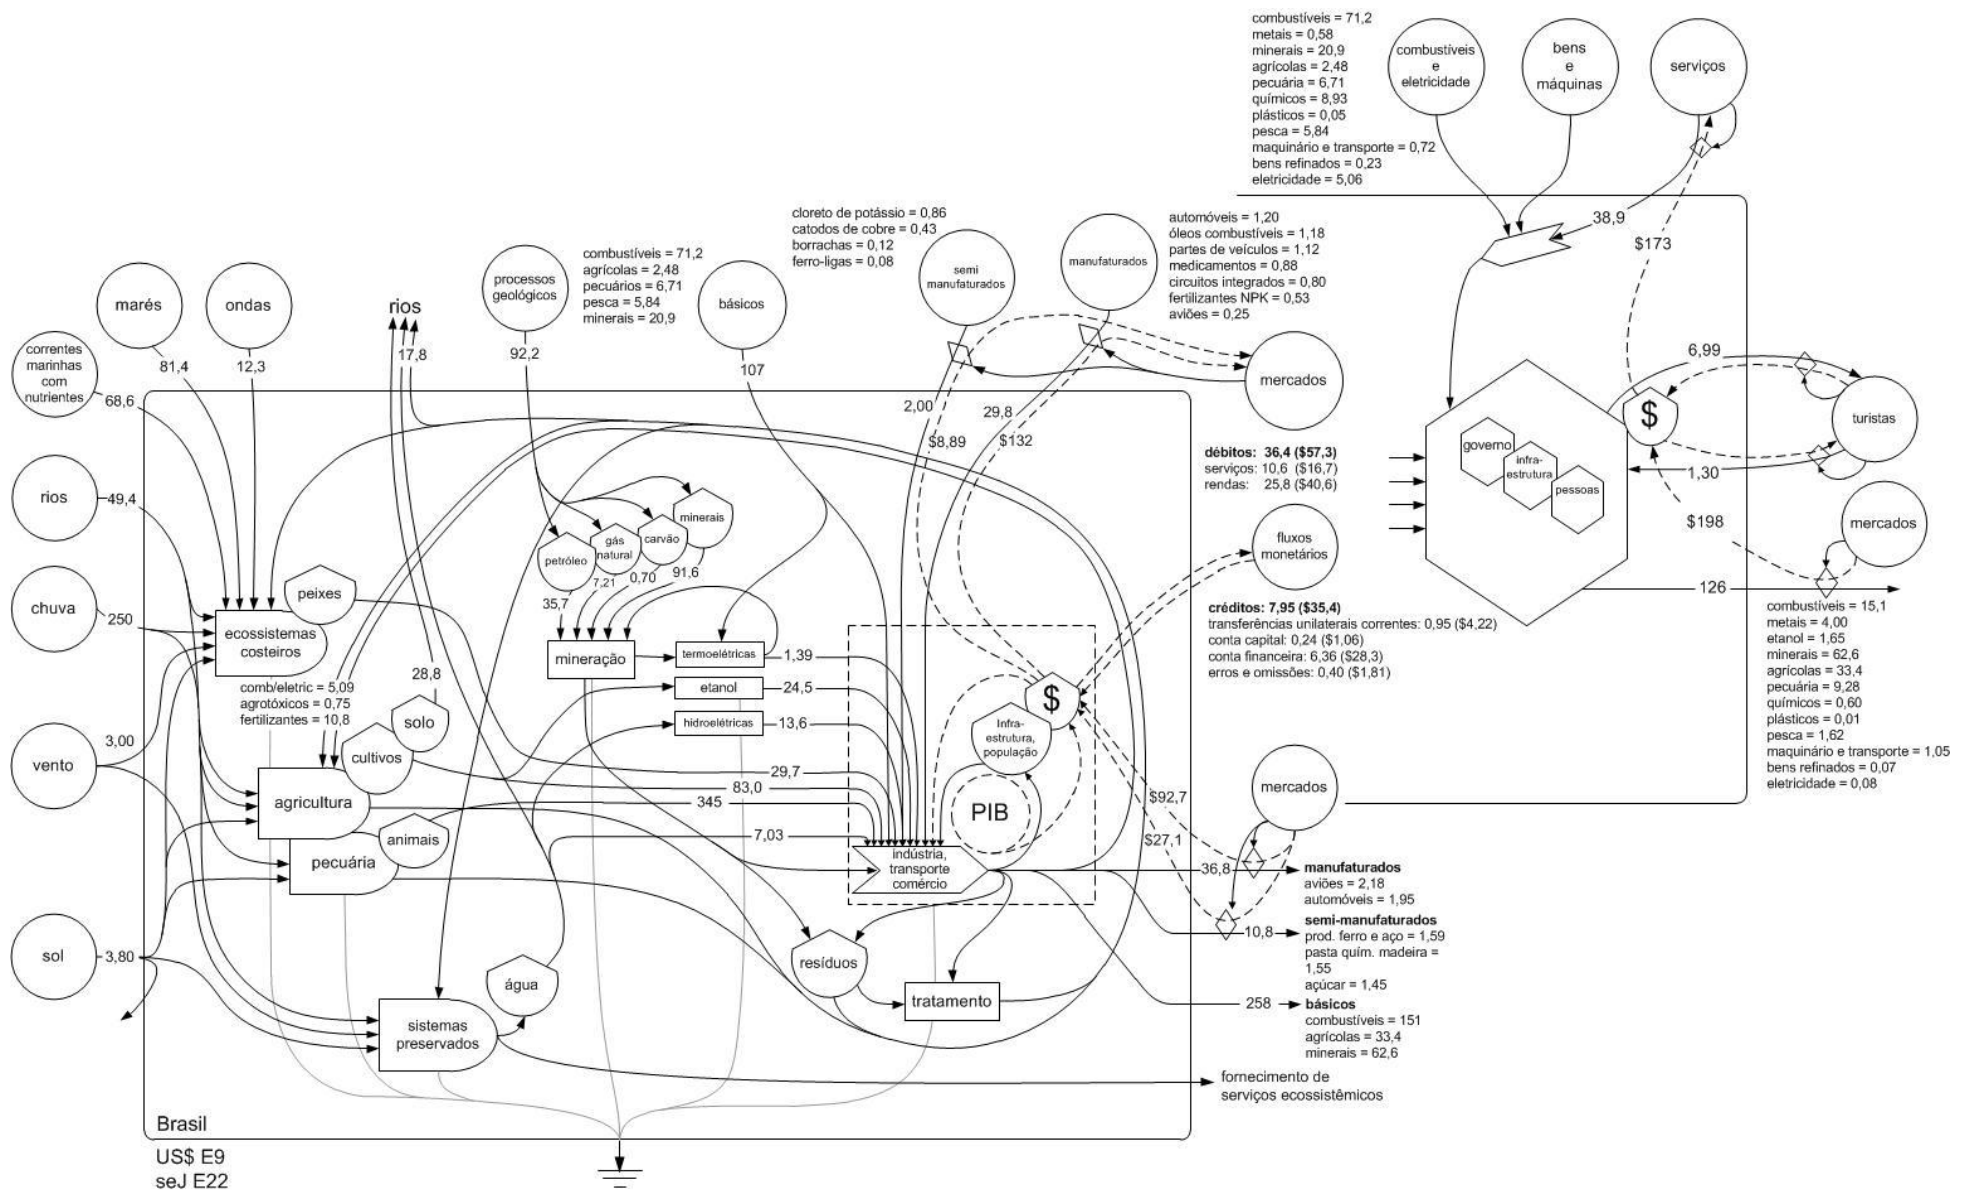 combustíveis = 71,2
metais = 0,58
minerais = 20,9
agrícolas = 2,48
pecuária = 6,71
químicos = 8,93
plásticos = 0,05
pesca = 5,84
maquinário e transporte = 0,72
bens refinados = 0,23
eletricidade = 5,06
combustíveis
e
eletricidade
bens
e
máquinas
serviços
38,9
$173
cloreto de potássio = 0,86
catodos de cobre = 0,43
borrachas = 0,12
ferro-ligas = 0,08
semi
manufaturados
manufaturados
automóveis = 1,20
óleos combustíveis = 1,18
partes de veículos = 1,12
medicamentos = 0,88
circuitos integrados = 0,80
fertilizantes NPK = 0,53
aviões = 0,25
processos
geológicos
combustíveis = 71,2
agrícolas = 2,48
pecuários = 6,71
pesca = 5,84
minerais = 20,9
básicos
marés
ondas
rios
correntes
marinhas
com
nutrientes
81,4
12,3
17,8
92,2
107
68,6
mercados
2,00
29,8
$8,89
$132
6,99
$
turistas
1,30
governo
infra-
estrutura
pessoas
$198
mercados
126
débitos: 36,4 ($57,3)
serviços: 10,6 ($16,7)
rendas: 25,8 ($40,6)
fluxos
monetários
créditos: 7,95 ($35,4)
transferências unilaterais correntes: 0,95 ($4,22)
conta capital: 0,24 ($1,06)
conta financeira: 6,36 ($28,3)
erros e omissões: 0,40 ($1,81)
combustíveis = 15,1
metais = 4,00
etanol = 1,65
minerais = 62,6
agrícolas = 33,4
pecuária = 9,28
químicos = 0,60
plásticos = 0,01
pesca = 1,62
maquinário e transporte = 1,05
bens refinados = 0,07
eletricidade = 0,08
rios
49,4
chuva
250
vento
3,00
sol
3,80
peixes
ecossistemas
costeiros
comb/eletric = 5,09
agrotóxicos = 0,75
fertilizantes = 10,8
28,8
solo
cultivos
agricultura
animais
pecuária
petróleo
gás
natural
carvão
minerais
35,7
7,21
0,70
91,6
mineração
termoelétricas
1,39
etanol
24,5
hidroelétricas
13,6
29,7
83,0
345
7,03
$
Infra-
estrutura,
população
PIB
indústria,
transporte
comércio
mercados
$92,7
$27,1
36,8
manufaturados
aviões = 2,18
automóveis = 1,95
10,8
semi-manufaturados
prod. ferro e aço = 1,59
pasta quím. madeira =
1,55
açúcar = 1,45
258
básicos
combustíveis = 151
agrícolas = 33,4
minerais = 62,6
resíduos
tratamento
água
sistemas
preservados
fornecimento de
serviços ecossistêmicos
Brasil
US$ E9
seJ E22